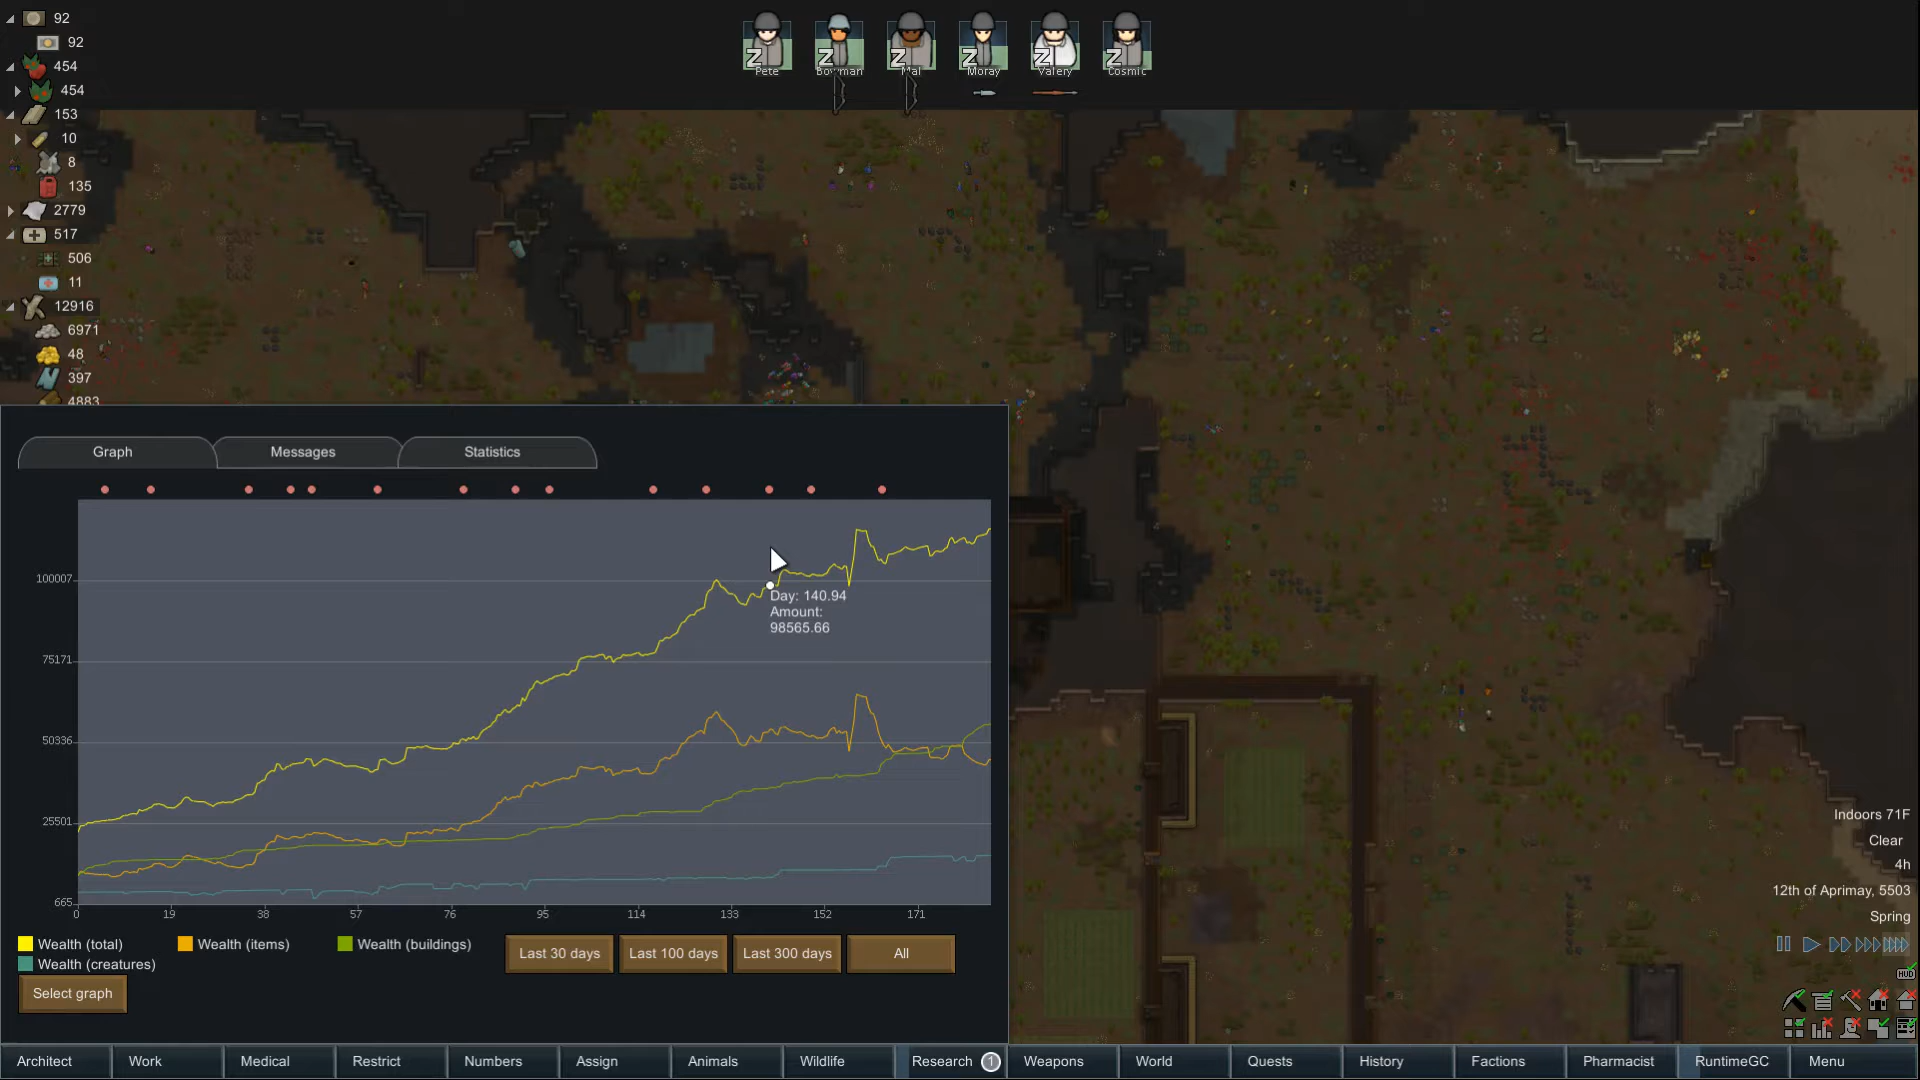 92
92
454
454
153
10
8
135
2779
517
506
11
12916
6971
48
397
4883
Pete
Bowman
Mal
Moray
Valery
Cosmic
Graph
Messages
Statistics
100007
75171
50336
25501
665
Day: 140.94
Amount:
98565.66
0
19
38
57
76
95
114
133
152
171
Wealth (total)
Wealth (items)
Wealth (buildings)
Wealth (creatures)
Last 30 days
Last 100 days
Last 300 days
All
Select graph
Indoors 71F
Clear
4h
12th of Aprimay, 5503
Spring
HUD
Architect
Work
Medical
Restrict
Numbers
Assign
Animals
Wildlife
Research
1
Weapons
World
Quests
History
Factions
Pharmacist
RuntimeGC
Menu